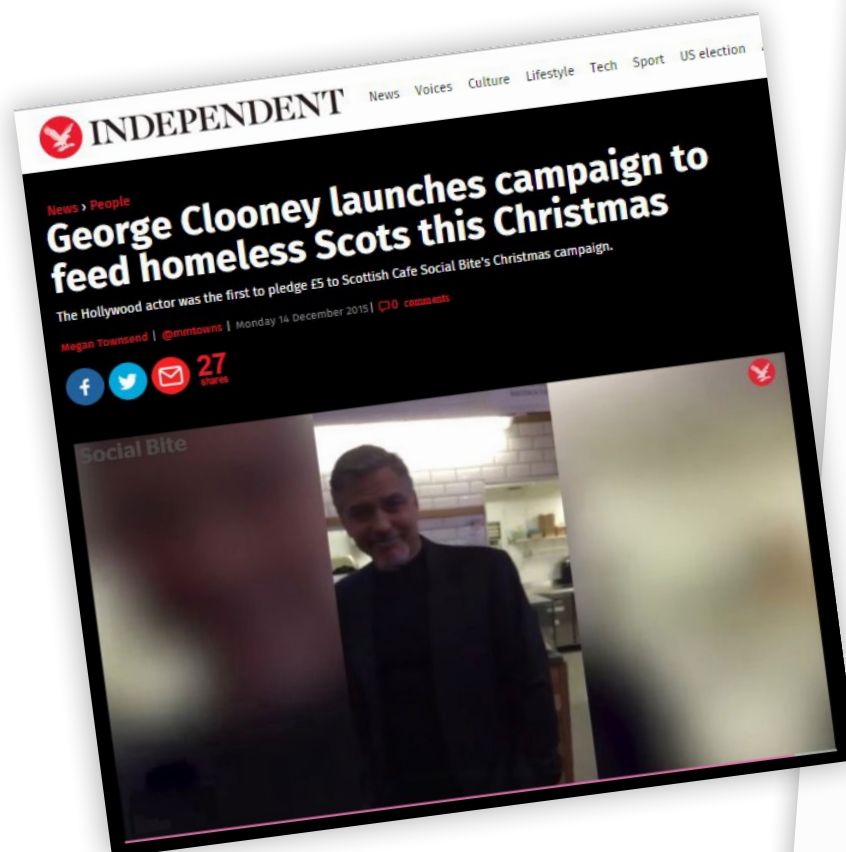 INDEPENDENT
News Voices Culture Lifestyle Tech Sport US election
News › People
George Clooney launches campaign to
feed homeless Scots this Christmas
The Hollywood actor was the first to pledge £5 to Scottish Cafe Social Bite's Christmas campaign.
Megan Townsend | @mmtowns | Monday 14 December 2015 | 0 comments
27
shares
Social Bite